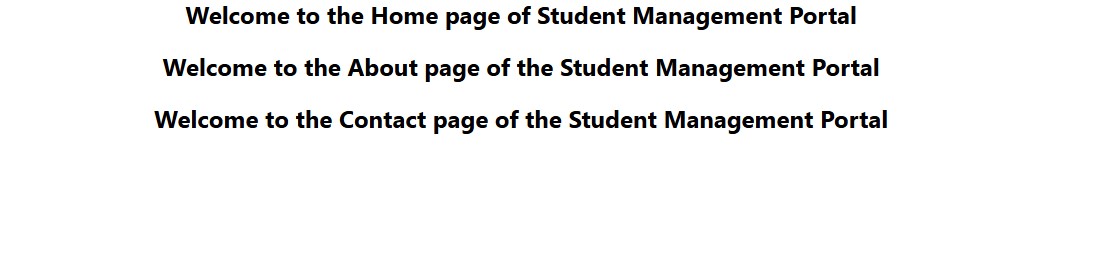 Welcome to the Home page of Student Management Portal
Welcome to the About page of the Student Management Portal
Welcome to the Contact page of the Student Management Portal